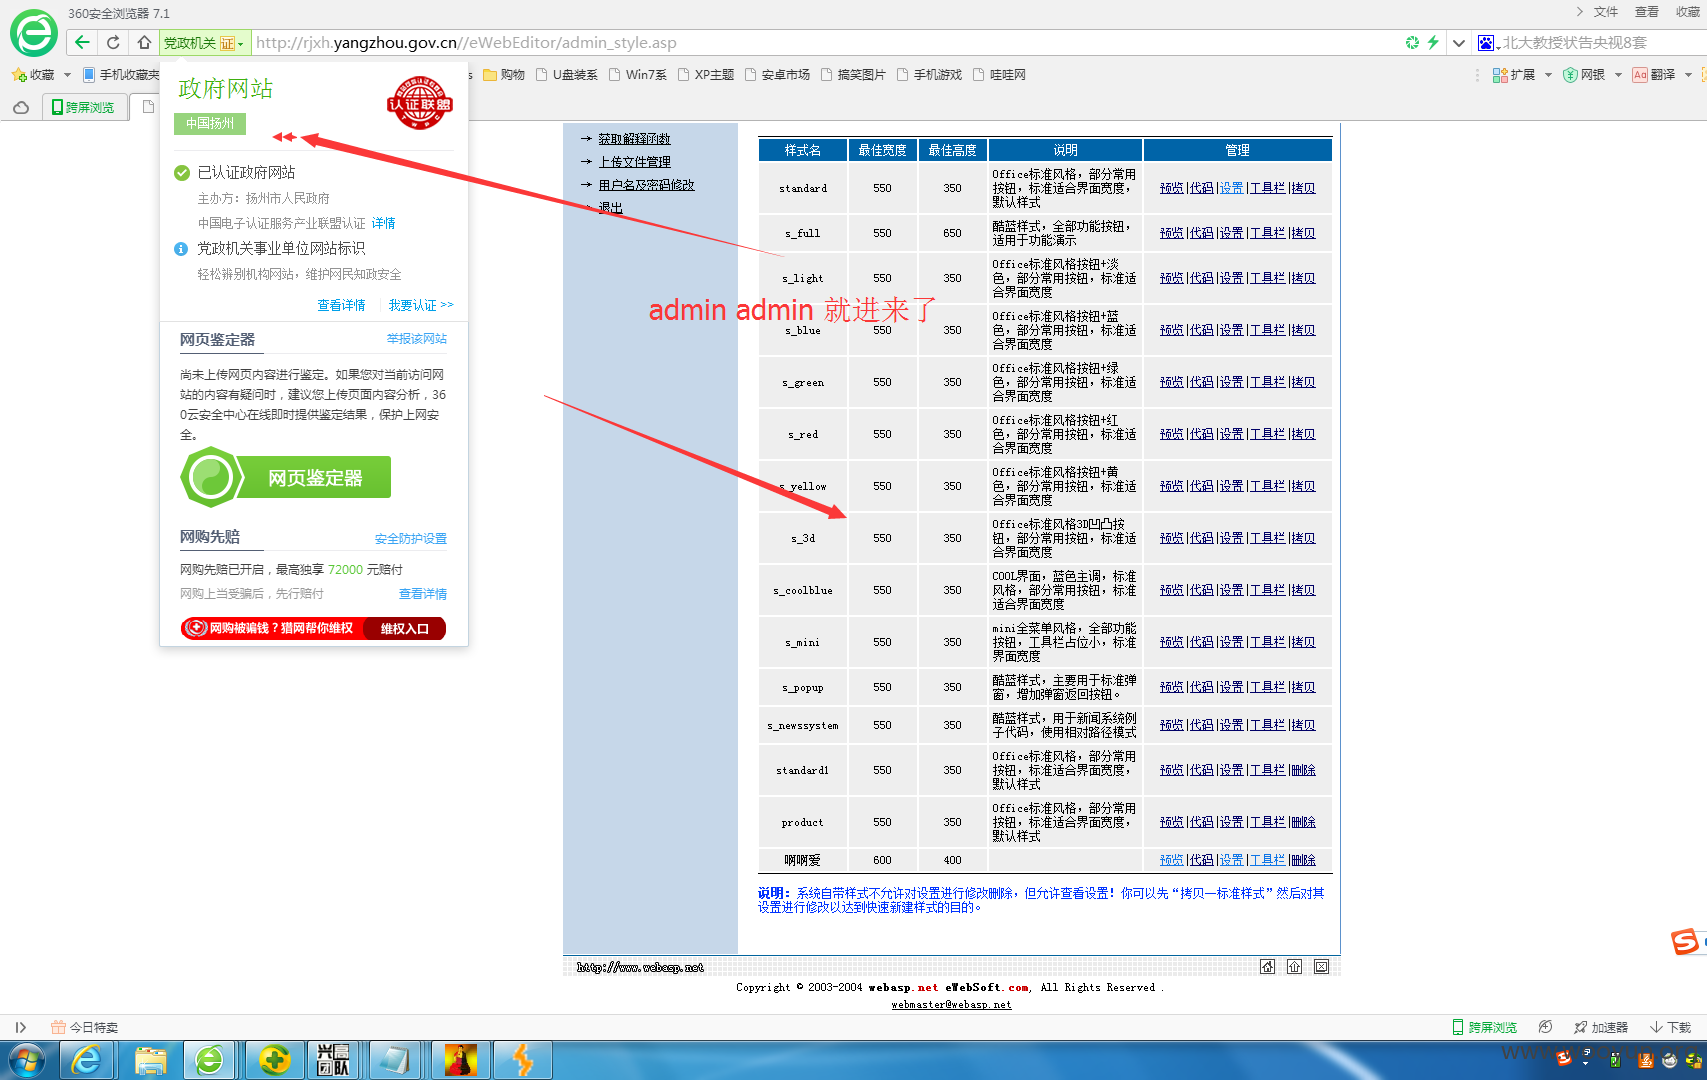 360安全浏览器 7.1
文件 查看 收藏
党政机关 证 http://rjxh.yangzhou.gov.cn//eWebEditor/admin_style.asp
北大教授状告央视8套
收藏 手机收藏夹 s 购物 U盘装系 Win7系 XP主题 安卓市场 搞笑图片 手机游戏 哇哇网
扩展 网银 翻译
跨屏浏览
政府网站
认证联盟
中国扬州
已认证政府网站
主办方：扬州市人民政府
中国电子认证服务产业联盟认证 详情
党政机关事业单位网站标识
轻松辨别机构网站，维护网民知政安全
查看详情 我要认证 >>
网页鉴定器 举报该网站
尚未上传网页内容进行鉴定。如果您对当前访问网
站的内容有疑问时，建议您上传页面内容分析，36
0云安全中心在线即时提供鉴定结果，保护上网安
全。
网页鉴定器
网购先赔 安全防护设置
网购先赔已开启，最高独享 72000 元赔付
网购上当受骗后，先行赔付 查看详情
网购被骗钱？猎网帮你维权 维权入口
→ 获取解释函数
→ 上传文件管理
→ 用户名及密码修改
→ 退出
admin admin 就进来了
样式名 最佳宽度 最佳高度 说明 管理
standard 550 350 Office标准风格，部分常用
按钮，标准适合界面宽度，
默认样式 预览|代码|设置|工具栏|拷贝
s_full 550 650 酷蓝样式，全部功能按钮，
适用于功能演示 预览|代码|设置|工具栏|拷贝
s_light 550 350 Office标准风格按钮+淡
色，部分常用按钮，标准适
合界面宽度 预览|代码|设置|工具栏|拷贝
s_blue 550 350 Office标准风格按钮+蓝
色，部分常用按钮，标准适
合界面宽度 预览|代码|设置|工具栏|拷贝
s_green 550 350 Office标准风格按钮+绿
色，部分常用按钮，标准适
合界面宽度 预览|代码|设置|工具栏|拷贝
s_red 550 350 Office标准风格按钮+红
色，部分常用按钮，标准适
合界面宽度 预览|代码|设置|工具栏|拷贝
s_yellow 550 350 Office标准风格按钮+黄
色，部分常用按钮，标准适
合界面宽度 预览|代码|设置|工具栏|拷贝
s_3d 550 350 Office标准风格3D凹凸按
钮，部分常用按钮，标准适
合界面宽度 预览|代码|设置|工具栏|拷贝
s_coolblue 550 350 COOL界面，蓝色主调，标准
风格，部分常用按钮，标准
适合界面宽度 预览|代码|设置|工具栏|拷贝
s_mini 550 350 mini全菜单风格，全部功能
按钮，工具栏占位小，标准
界面宽度 预览|代码|设置|工具栏|拷贝
s_popup 550 350 酷蓝样式，主要用于标准弹
窗，增加弹窗返回按钮。 预览|代码|设置|工具栏|拷贝
s_newssystem 550 350 酷蓝样式，用于新闻系统例
子代码，使用相对路径模式 预览|代码|设置|工具栏|拷贝
standard1 550 350 Office标准风格，部分常用
按钮，标准适合界面宽度，
默认样式 预览|代码|设置|工具栏|删除
product 550 350 Office标准风格，部分常用
按钮，标准适合界面宽度，
默认样式 预览|代码|设置|工具栏|删除
啊啊爱 600 400 预览|代码|设置|工具栏|删除
说明：系统自带样式不允许对设置进行修改删除，但允许查看设置！你可以先“拷贝一标准样式”然后对其
设置进行修改以达到快速新建样式的目的。
http://www.webasp.net
Copyright © 2003-2004 webasp.net eWebSoft.com, All Rights Reserved .
webmaster@webasp.net
今日特卖
跨屏浏览 加速器 下载
兴高
团队